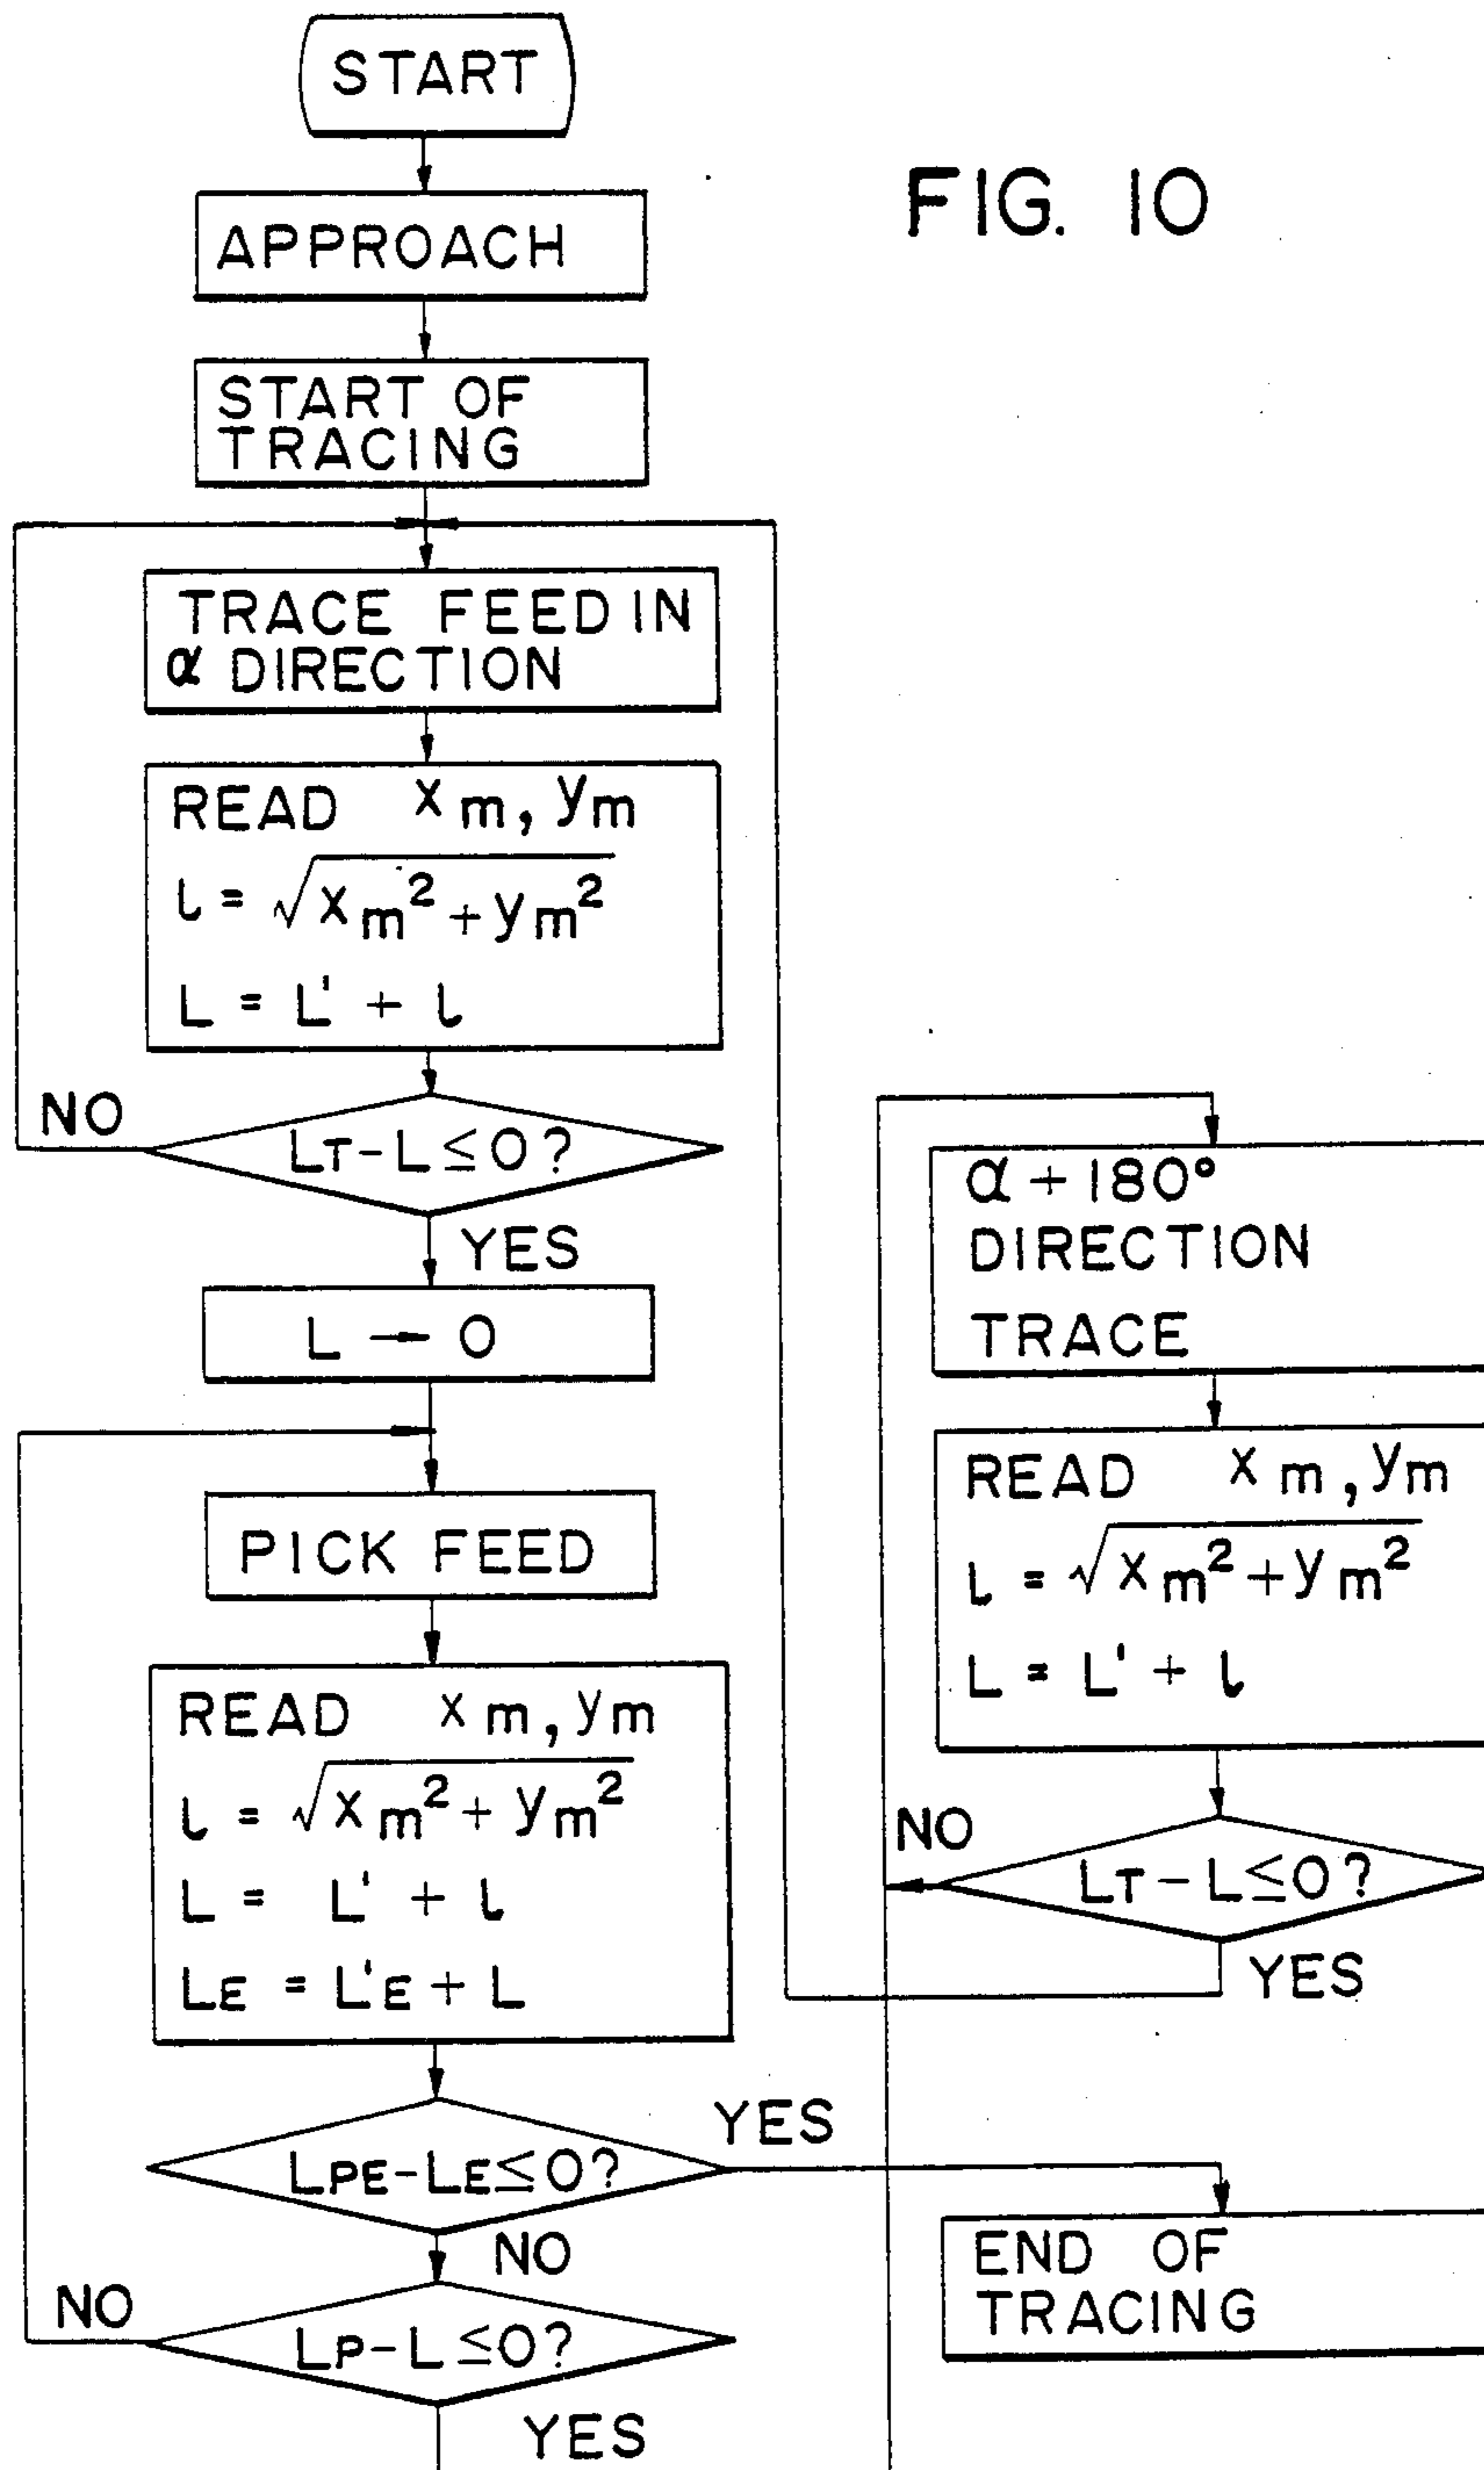 START
FIG. 10
APPROACH
START OF
TRACING
TRACE FEED IN
α DIRECTION
READ xm, ym
l = √xm² + ym²
L = L' + l
NO
LT - L ≤ 0?
YES
L → 0
PICK FEED
READ xm, ym
l = √xm² + ym²
L = L' + l
LE = L'E + L
YES
LPE - LE ≤ 0?
NO
NO
LP - L ≤ 0?
YES
α + 180°
DIRECTION
TRACE
READ xm, ym
l = √xm² + ym²
L = L' + l
NO
LT - L ≤ 0?
YES
END OF
TRACING